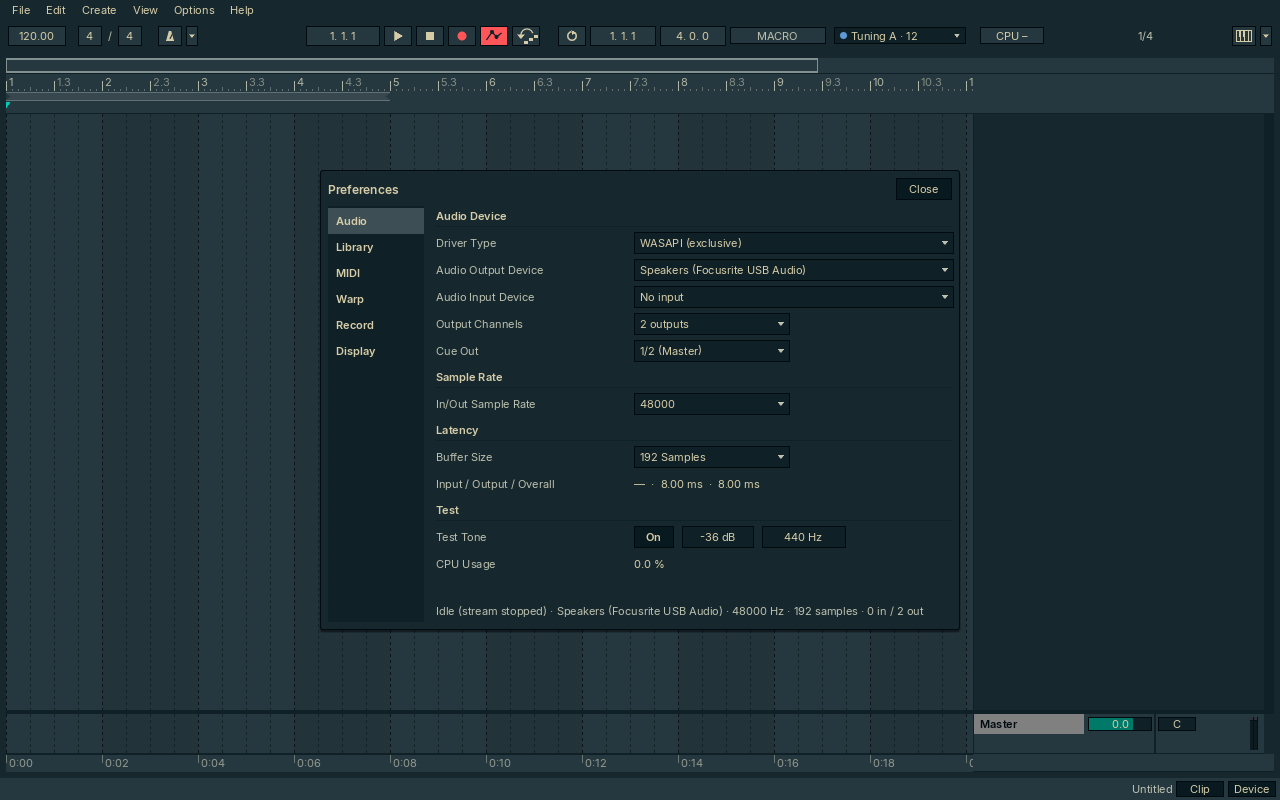 File Edit Create View Options Help
120.00 4 / 4 1. 1. 1 1. 1. 1 4. 0. 0 MACRO Tuning A · 12 CPU – 1/4
1 1.3 2 2.3 3 3.3 4 4.3 5 5.3 6 6.3 7 7.3 8 8.3 9 9.3 10 10.3 1
Preferences Close
Audio
Library
MIDI
Warp
Record
Display
Audio Device
Driver Type WASAPI (exclusive)
Audio Output Device Speakers (Focusrite USB Audio)
Audio Input Device No input
Output Channels 2 outputs
Cue Out 1/2 (Master)
Sample Rate
In/Out Sample Rate 48000
Latency
Buffer Size 192 Samples
Input / Output / Overall — · 8.00 ms · 8.00 ms
Test
Test Tone On -36 dB 440 Hz
CPU Usage 0.0 %
Idle (stream stopped) · Speakers (Focusrite USB Audio) · 48000 Hz · 192 samples · 0 in / 2 out
Master 0.0 C
0:00 0:02 0:04 0:06 0:08 0:10 0:12 0:14 0:16 0:18
Untitled Clip Device